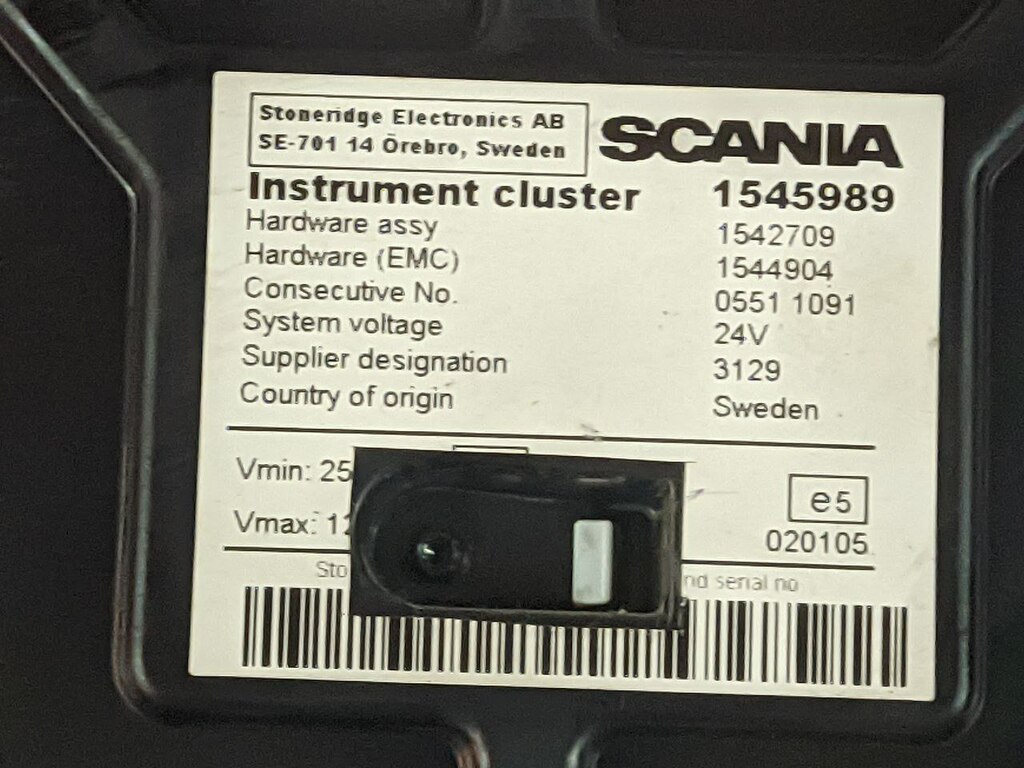 Stoneridge Electronics AB
SE-701 14 Örebro, Sweden
SCANIA
Instrument cluster 1545989
Hardware assy 1542709
Hardware (EMC) 1544904
Consecutive No. 0551 1091
System voltage 24V
Supplier designation 3129
Country of origin Sweden
Vmin: 25
e5
Vmax:
020105
serial no